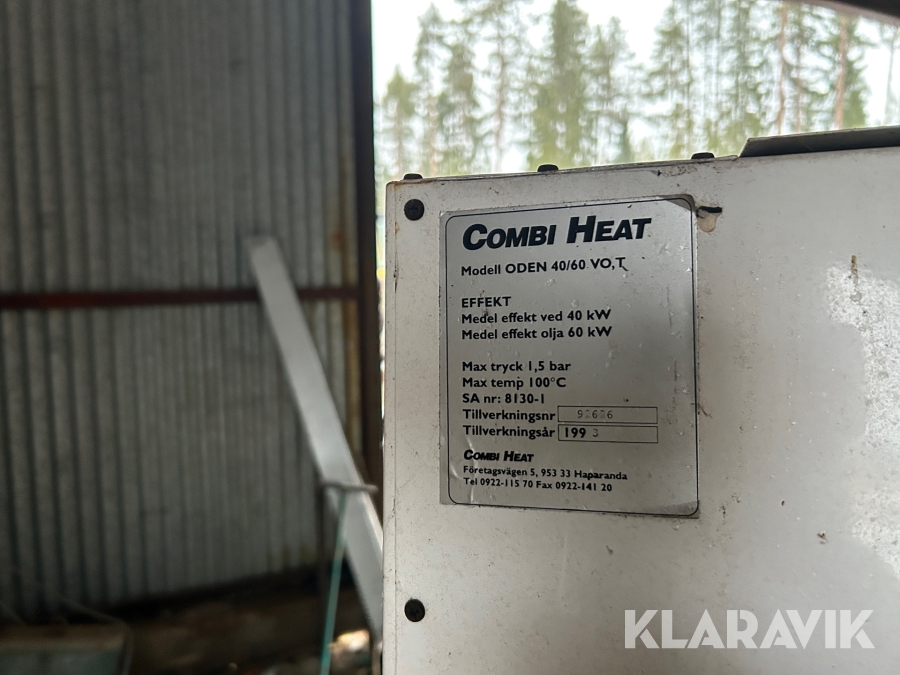 COMBI HEAT
Modell ODEN 40/60 VO,T
EFFEKT
Medel effekt ved 40 kW
Medel effekt olja 60 kW
Max tryck 1,5 bar
Max temp 100°C
SA nr: 8130-1
Tillverkningsnr
Tillverkningsår 199 3
COMBI HEAT
Företagsvägen 5, 953 33 Haparanda
Tel 0922-115 70 Fax 0922-141 20
KLARAVIK